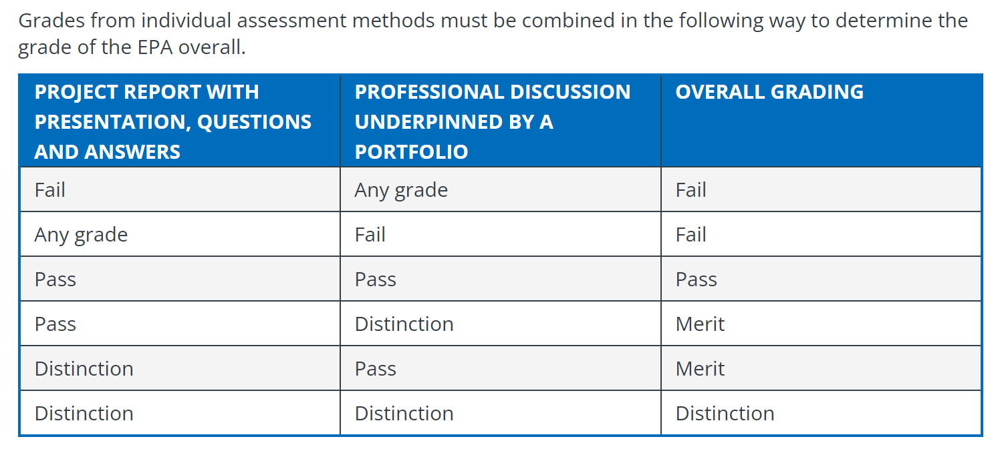 Grades from individual assessment methods must be combined in the following way to determine the
grade of the EPA overall.
PROJECT REPORT WITH
PRESENTATION, QUESTIONS
AND ANSWERS
PROFESSIONAL DISCUSSION
UNDERPINNED BY A
PORTFOLIO
OVERALL GRADING
Fail Any grade Fail
Any grade Fail Fail
Pass Pass Pass
Pass Distinction Merit
Distinction Pass Merit
Distinction Distinction Distinction